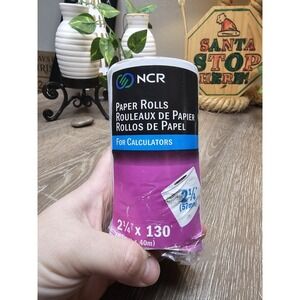 NCR
PAPER ROLLS
ROULEAUX DE PAPIER
ROLLOS DE PAPEL
FOR CALCULATORS
2¼"
2¼" x 130'
SANTA
STOP
HERE!